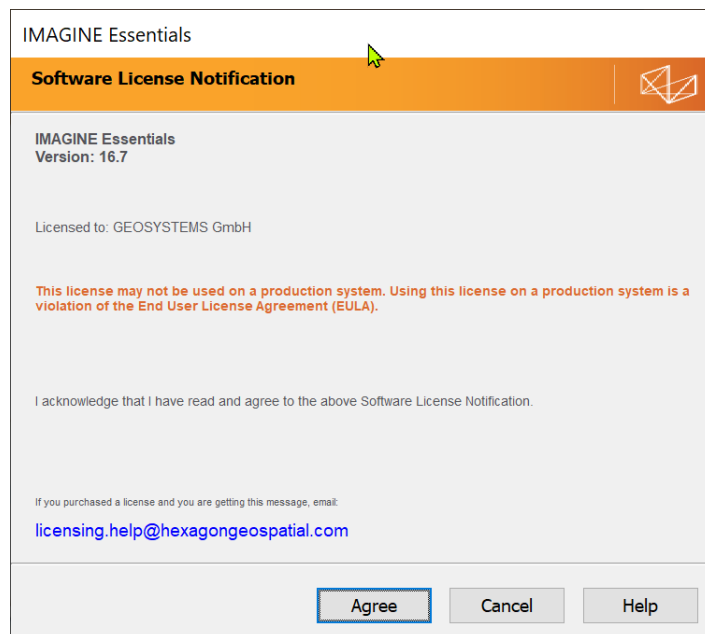 IMAGINE Essentials
Software License Notification
IMAGINE Essentials
Version: 16.7
Licensed to: GEOSYSTEMS GmbH
This license may not be used on a production system. Using this license on a production system is a
violation of the End User License Agreement (EULA).
I acknowledge that I have read and agree to the above Software License Notification.
If you purchased a license and you are getting this message, email:
licensing.help@hexagongeospatial.com
Agree Cancel Help